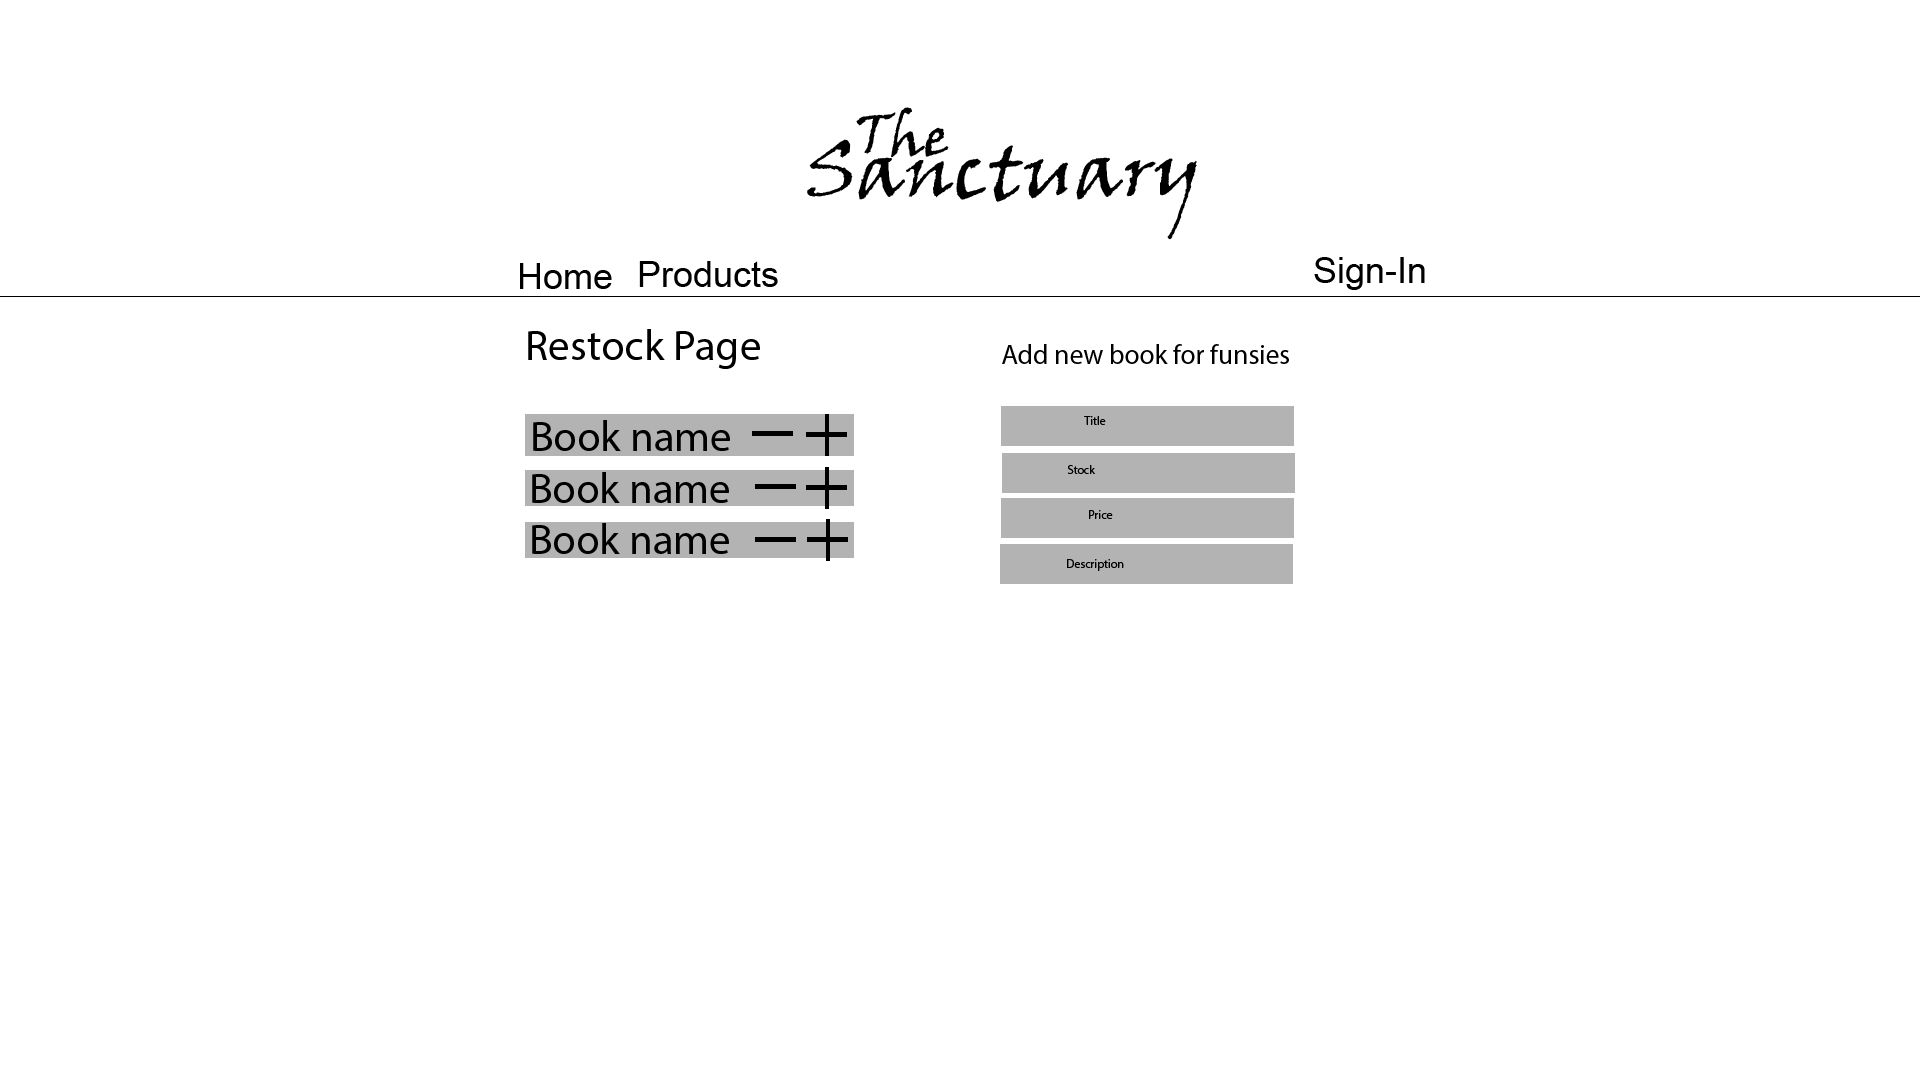 The
Sanctuary
Home
Products
Sign-In
Restock Page
Book name
Book name
Book name
Add new book for funsies
Title
Stock
Price
Description